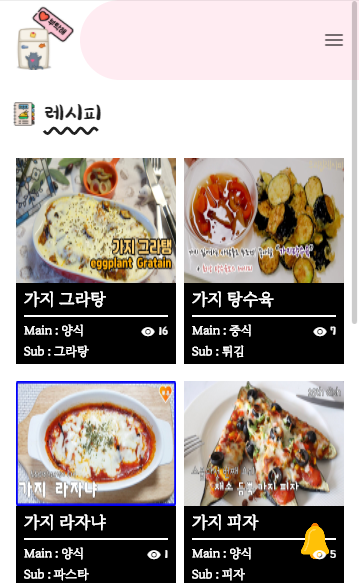 레시피
가지 그라탕
eggplant Gratain
가지 그라탕
Main : 양식
16
Sub : 그라탕
가지 탕수육
Main : 중식
7
Sub : 튀김
가지 라자냐
가지 라자냐
Main : 양식
1
Sub : 파스타
채소 듬뿍 가지 피자
가지 피자
Main : 양식
5
Sub : 피자